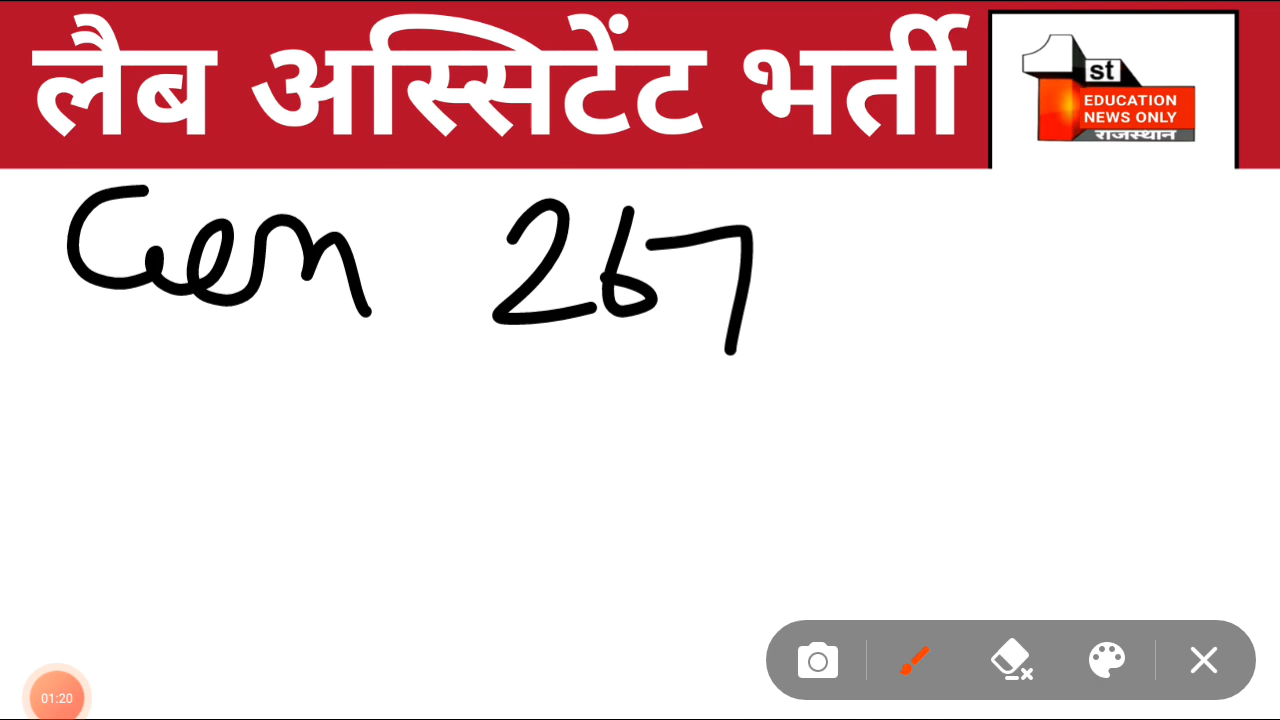 लैब अस्सिटेंट भर्ती
1st
EDUCATION
NEWS ONLY
राजस्थान
Gen 267
01:20